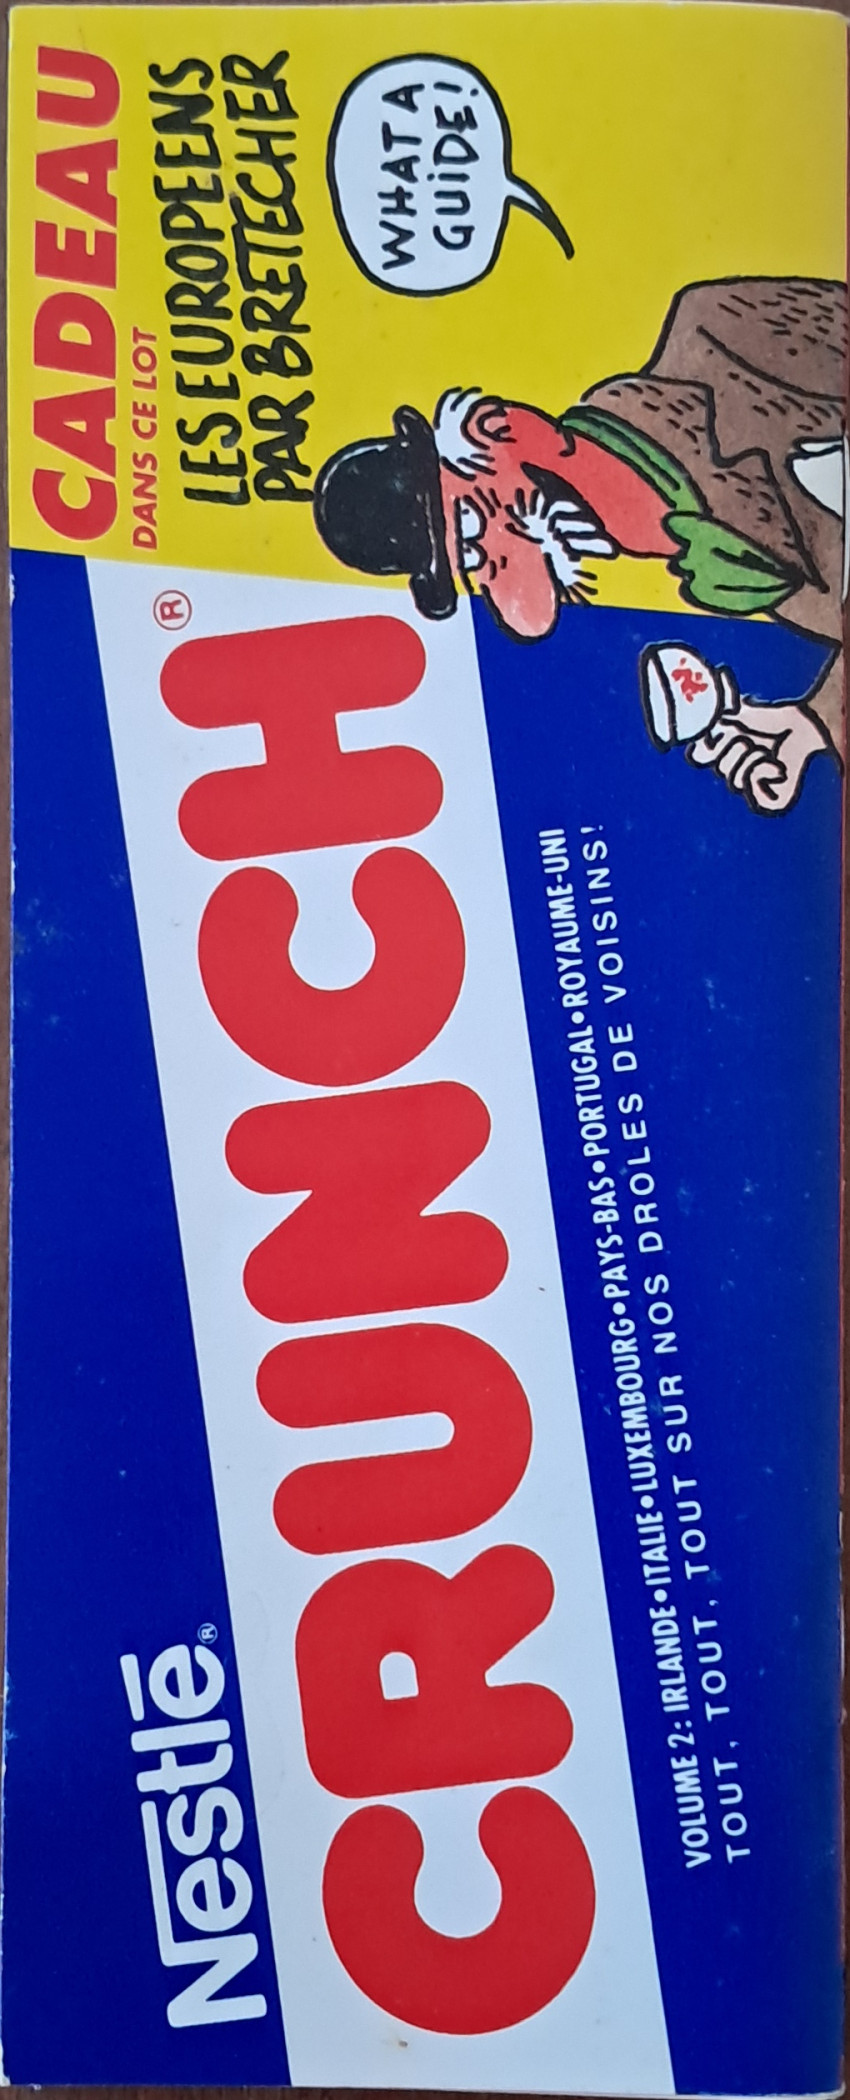 Nestlé®
CRUNCH®
CADEAU
DANS CE LOT
LES EUROPEENS
PAR BRETECHER
WHAT A
GUiDE!
VOLUME 2: IRLANDE•ITALIE•LUXEMBOURG•PAYS-BAS•PORTUGAL•ROYAUME-UNI
TOUT, TOUT, TOUT SUR NOS DROLES DE VOISINS!